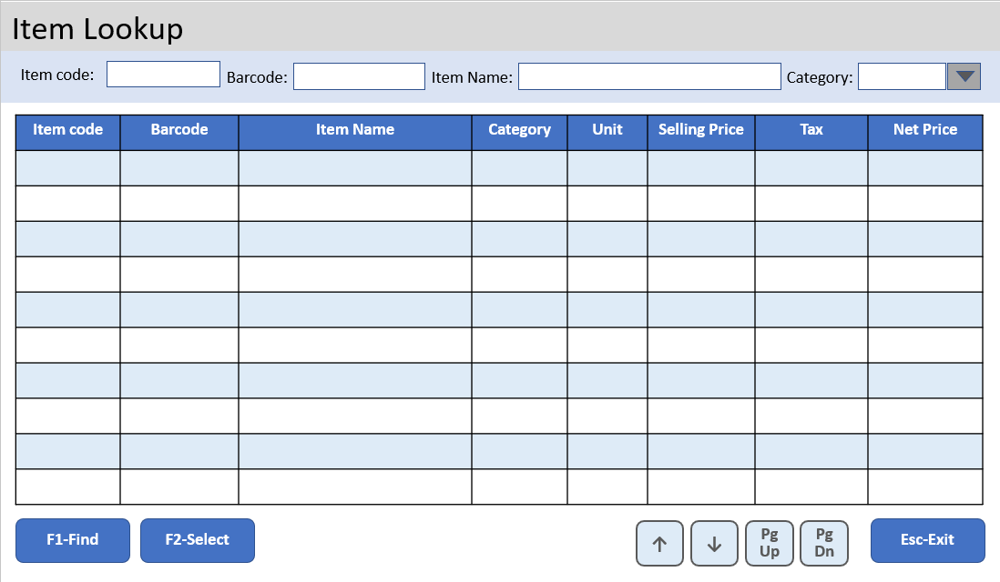 Item Lookup
Item code: Barcode: Item Name: Category:
Item code Barcode Item Name Category Unit Selling Price Tax Net Price
F1-Find F2-Select ↑ ↓ Pg Up Pg Dn Esc-Exit